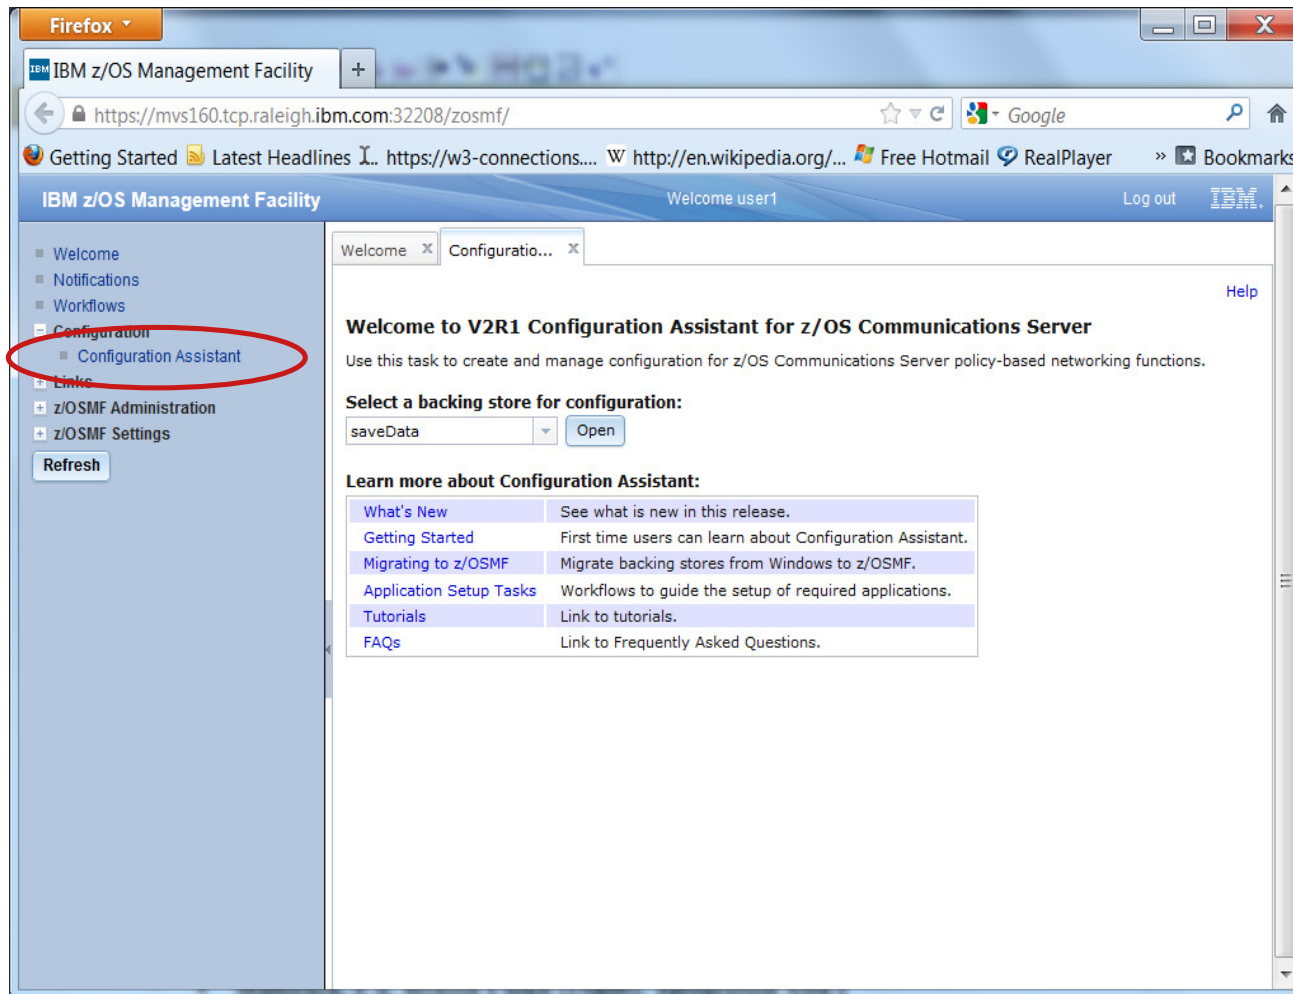 Firefox
IBM IBM z/OS Management Facility +
https://mvs160.tcp.raleigh.ibm.com:32208/zosmf/ Google
Getting Started Latest Headlines https://w3-connections.... W http://en.wikipedia.org/... Free Hotmail RealPlayer » Bookmarks
IBM z/OS Management Facility Welcome user1 Log out IBM.
Welcome
Notifications
Workflows
Configuration
Configuration Assistant
Links
z/OSMF Administration
z/OSMF Settings
Refresh
Welcome x Configuratio... x
Help
Welcome to V2R1 Configuration Assistant for z/OS Communications Server
Use this task to create and manage configuration for z/OS Communications Server policy-based networking functions.
Select a backing store for configuration:
saveData Open
Learn more about Configuration Assistant:
What's New See what is new in this release.
Getting Started First time users can learn about Configuration Assistant.
Migrating to z/OSMF Migrate backing stores from Windows to z/OSMF.
Application Setup Tasks Workflows to guide the setup of required applications.
Tutorials Link to tutorials.
FAQs Link to Frequently Asked Questions.